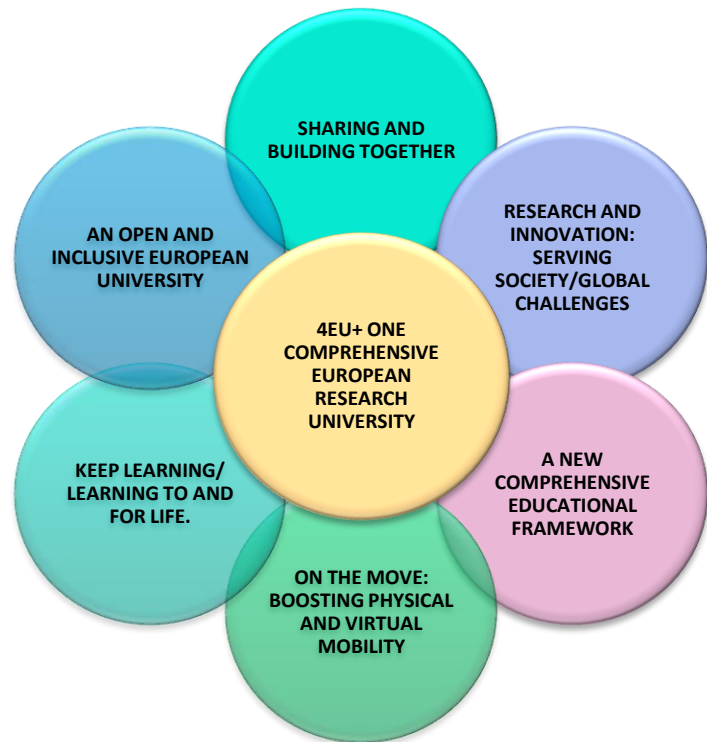 SHARING AND
BUILDING TOGETHER
RESEARCH AND
INNOVATION:
SERVING
SOCIETY/GLOBAL
CHALLENGES
A NEW
COMPREHENSIVE
EDUCATIONAL
FRAMEWORK
ON THE MOVE:
BOOSTING PHYSICAL
AND VIRTUAL
MOBILITY
KEEP LEARNING/
LEARNING TO AND
FOR LIFE.
AN OPEN AND
INCLUSIVE EUROPEAN
UNIVERSITY
4EU+ ONE
COMPREHENSIVE
EUROPEAN
RESEARCH
UNIVERSITY